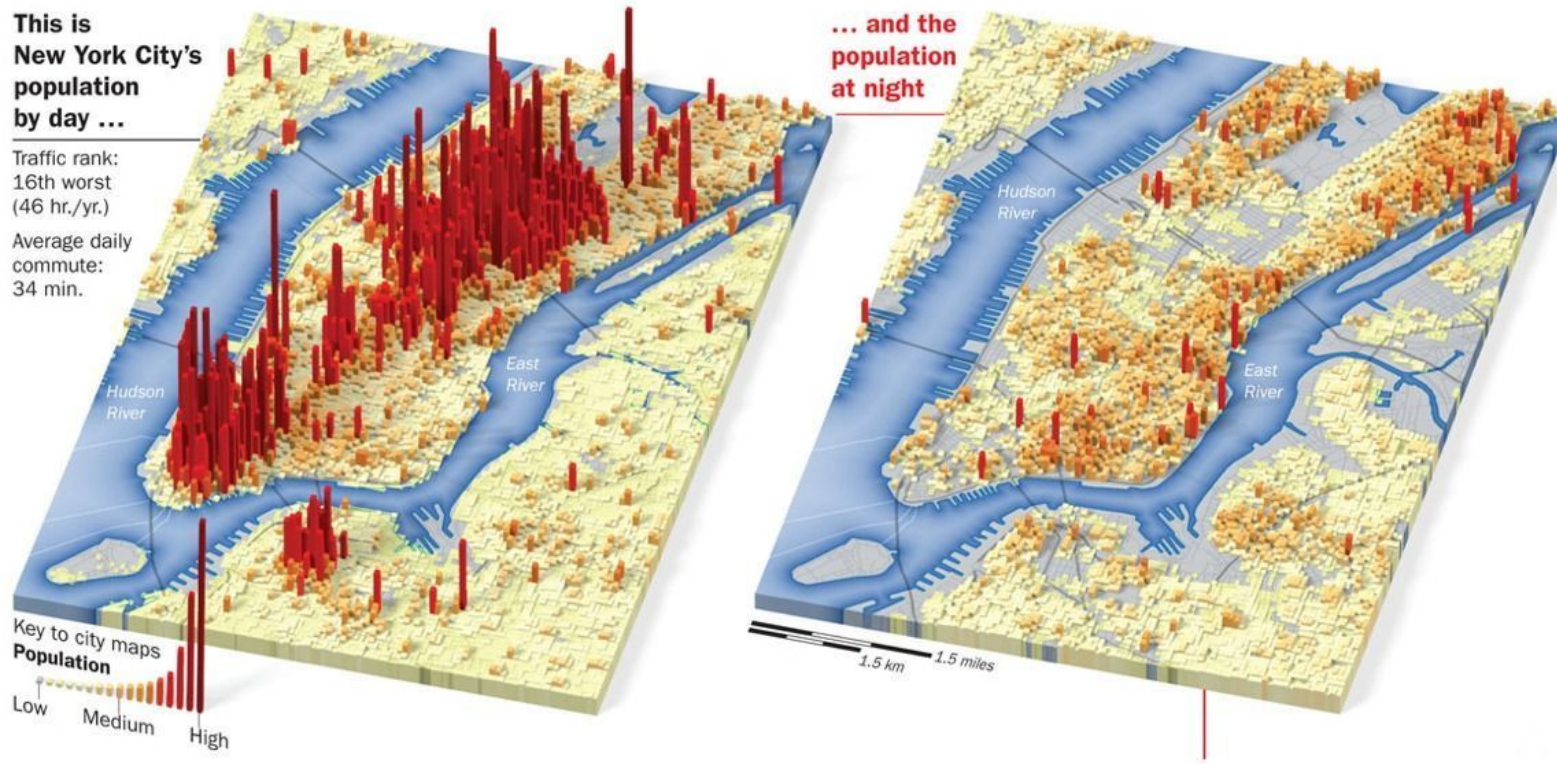 This is
New York City's
population
by day ...
Traffic rank:
16th worst
(46 hr./yr.)
Average daily
commute:
34 min.
Hudson
River
East
River
Key to city maps
Population
Low
Medium
High
... and the
population
at night
Hudson
River
East
River
1.5 km
1.5 miles